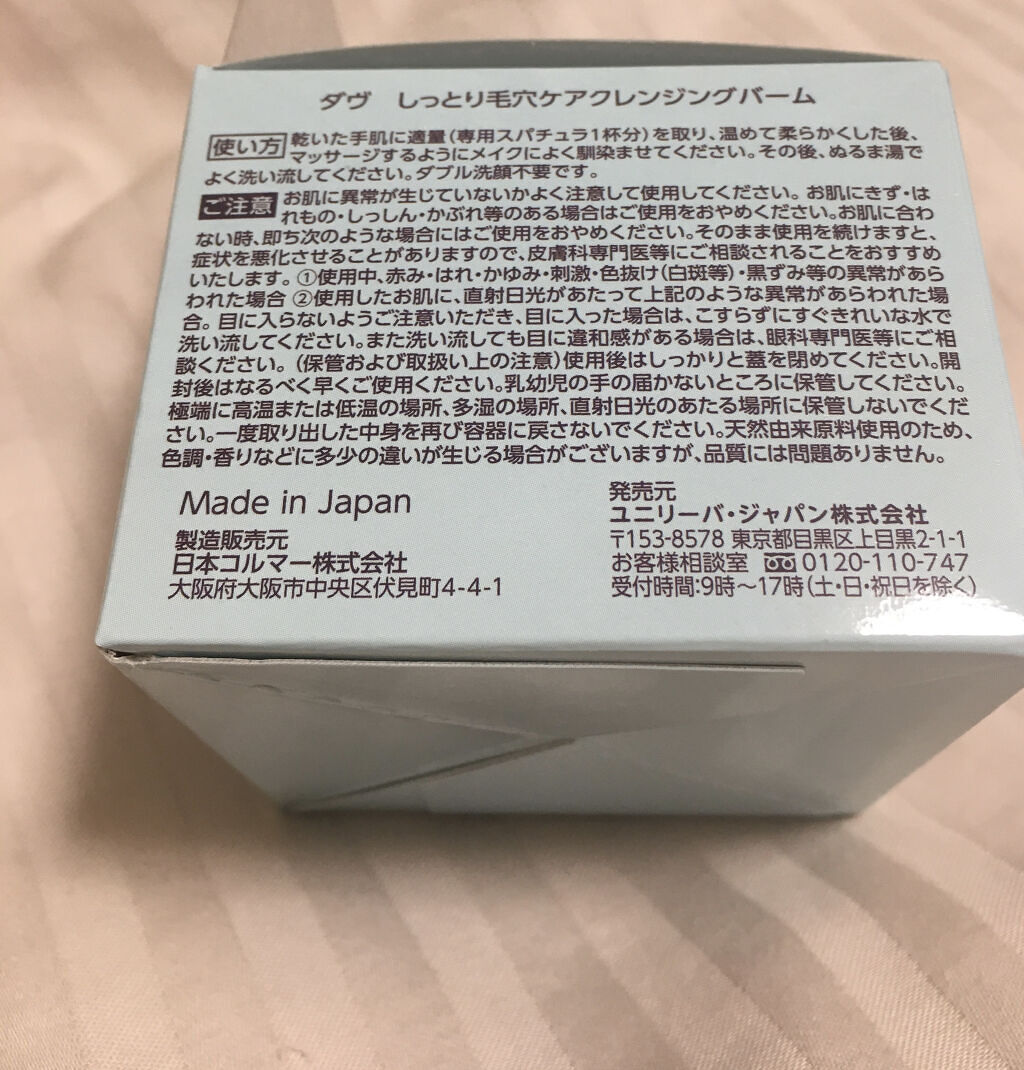 ダヴ しっとり毛穴ケアクレンジングバーム
使い方 乾いた手肌に適量(専用スパチュラ1杯分)を取り、温めて柔らかくした後、
マッサージするようにメイクによく馴染ませてください。その後、ぬるま湯で
よく洗い流してください。ダブル洗顔不要です。
ご注意 お肌に異常が生じていないかよく注意して使用してください。お肌にきず・は
れもの・しっしん・かぶれ等のある場合はご使用をおやめください。お肌に合わ
ない時、即ち次のような場合にはご使用をおやめください。そのまま使用を続けますと、
症状を悪化させることがありますので、皮膚科専門医等にご相談されることをおすすめ
いたします。①使用中、赤み・はれ・かゆみ・刺激・色抜け(白斑等)・黒ずみ等の異常があら
われた場合 ②使用したお肌に、直射日光があたって上記のような異常があらわれた場
合。目に入らないようご注意いただき、目に入った場合は、こすらずにすぐきれいな水で
洗い流してください。また洗い流しても目に違和感がある場合は、眼科専門医等にご相
談ください。(保管および取扱い上の注意)使用後はしっかりと蓋を閉めてください。開
封後はなるべく早くご使用ください。乳幼児の手の届かないところに保管してください。
極端に高温または低温の場所、多湿の場所、直射日光のあたる場所に保管しないでくだ
さい。一度取り出した中身を再び容器に戻さないでください。天然由来原料使用のため、
色調・香りなどに多少の違いが生じる場合がございますが、品質には問題ありません。
Made in Japan
製造販売元
日本コルマー株式会社
大阪府大阪市中央区伏見町4-4-1
発売元
ユニリーバ・ジャパン株式会社
〒153-8578 東京都目黒区上目黒2-1-1
お客様相談室 0120-110-747
受付時間:9時〜17時(土・日・祝日を除く)